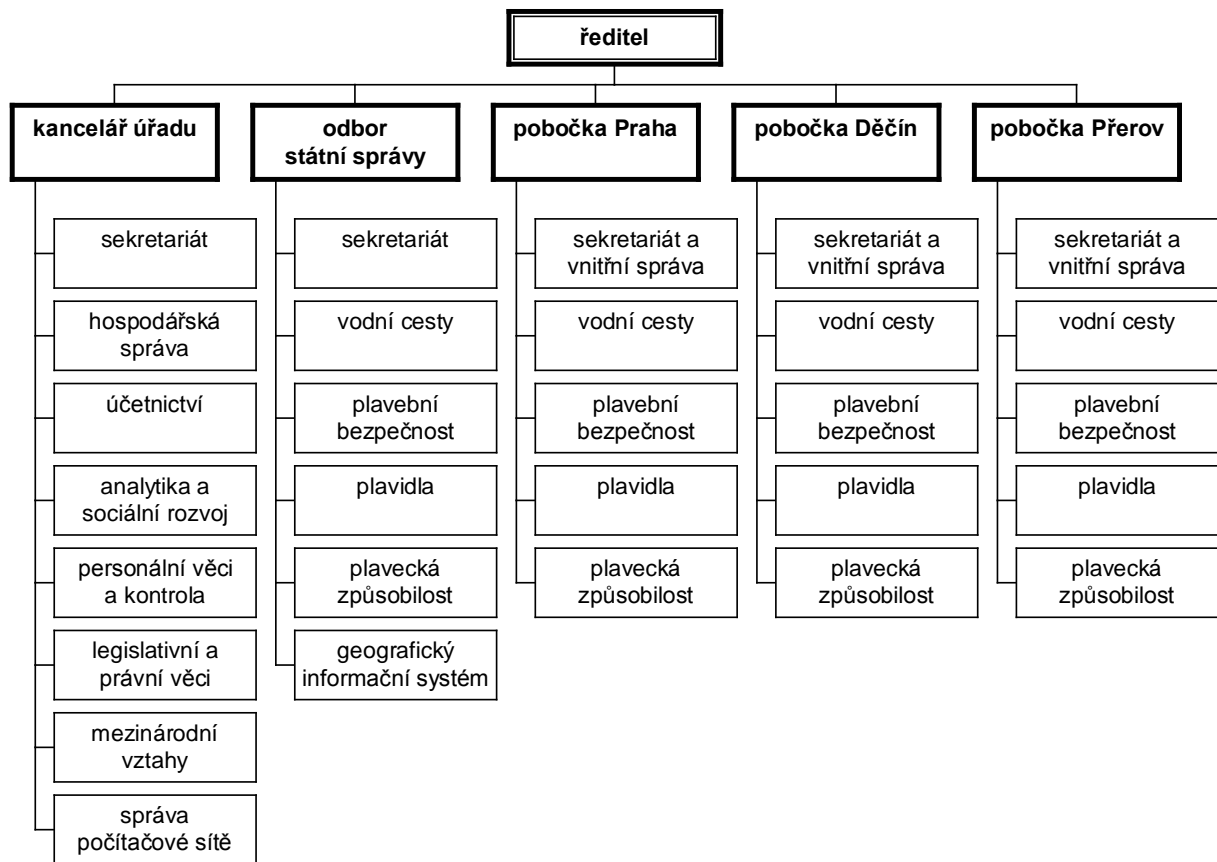 ředitel
kancelář úřadu
odbor
státní správy
pobočka Praha
pobočka Děčín
pobočka Přerov
sekretariát
hospodářská
správa
účetnictví
analytika a
sociální rozvoj
personální věci
a kontrola
legislativní a
právní věci
mezinárodní
vztahy
správa
počítačové sítě
sekretariát
vodní cesty
plavební
bezpečnost
plavidla
plavecká
způsobilost
geografický
informační systém
sekretariát a
vnitřní správa
vodní cesty
plavební
bezpečnost
plavidla
plavecká
způsobilost
sekretariát a
vnitřní správa
vodní cesty
plavební
bezpečnost
plavidla
plavecká
způsobilost
sekretariát a
vnitřní správa
vodní cesty
plavební
bezpečnost
plavidla
plavecká
způsobilost